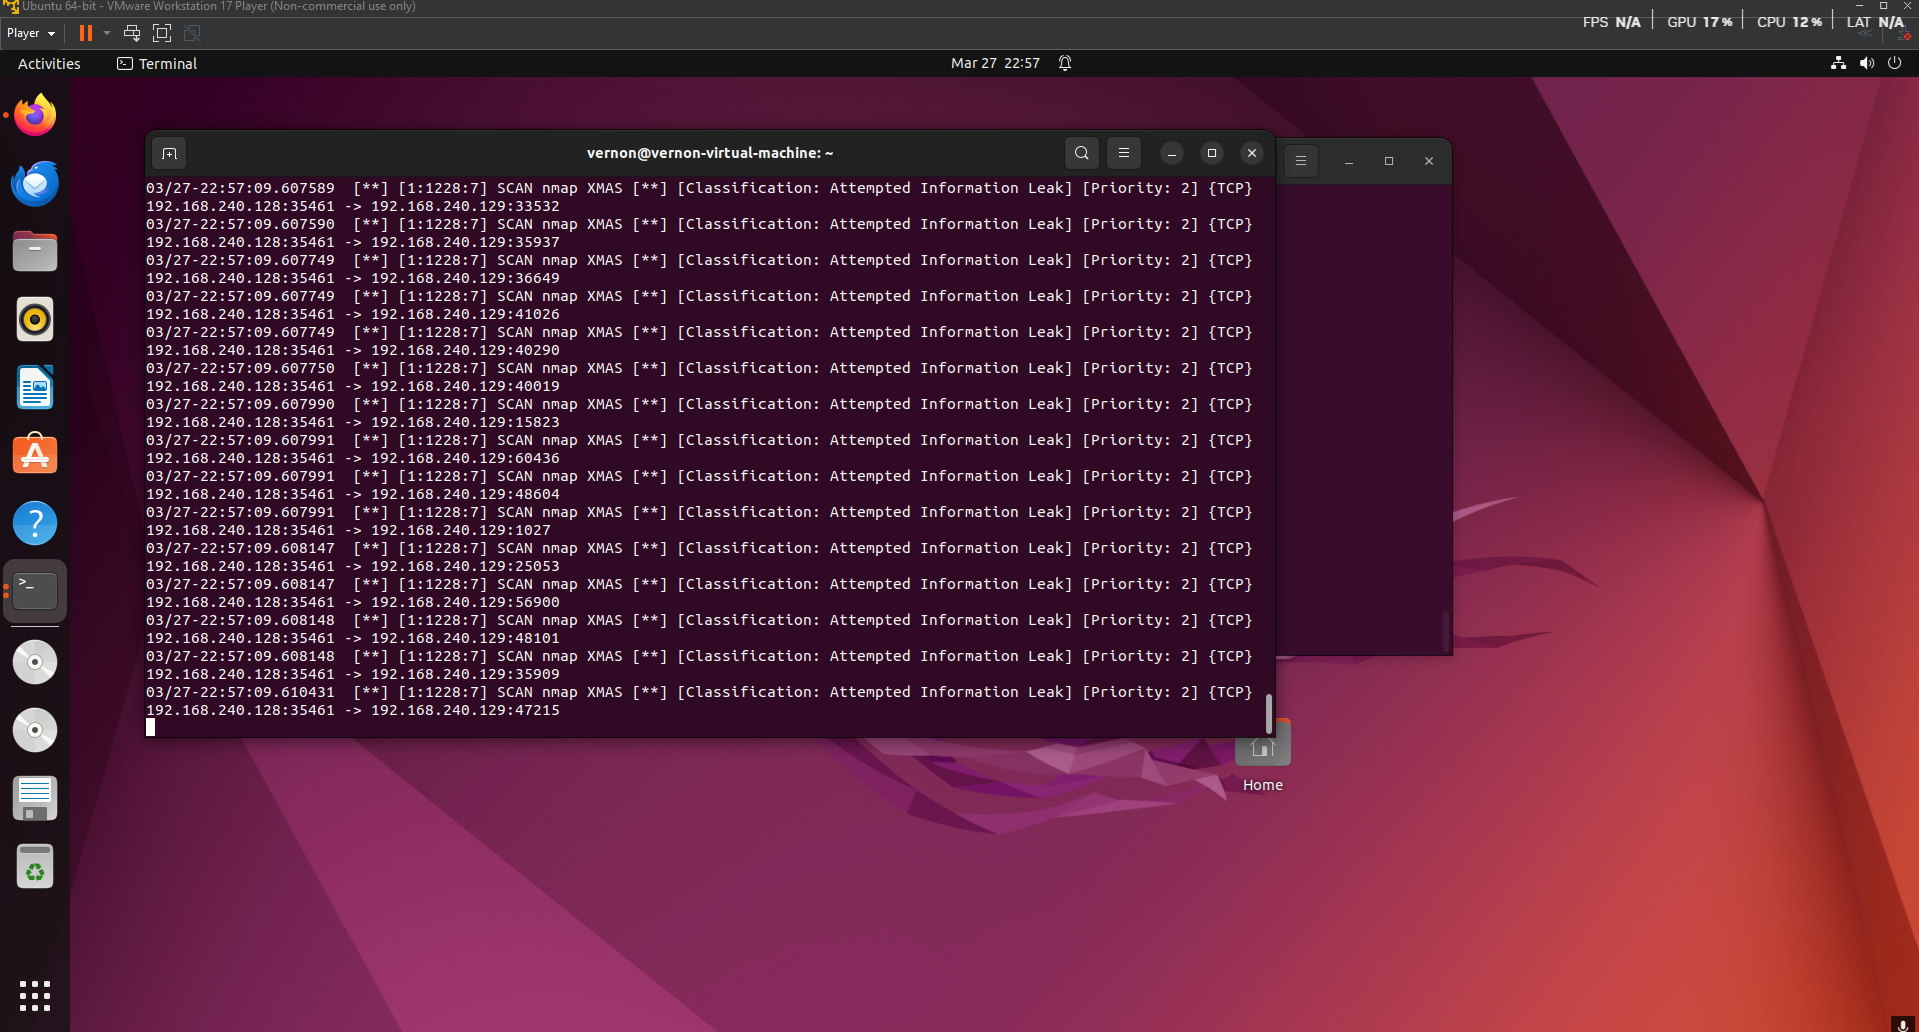 Ubuntu 64-bit - VMware Workstation 17 Player (Non-commercial use only)
FPS N/A GPU 17 % CPU 12 % LAT N/A
Player
Activities Terminal Mar 27 22:57
vernon@vernon-virtual-machine: ~
03/27-22:57:09.607589  [**] [1:1228:7] SCAN nmap XMAS [**] [Classification: Attempted Information Leak] [Priority: 2] {TCP}
192.168.240.128:35461 -> 192.168.240.129:33532
03/27-22:57:09.607590  [**] [1:1228:7] SCAN nmap XMAS [**] [Classification: Attempted Information Leak] [Priority: 2] {TCP}
192.168.240.128:35461 -> 192.168.240.129:35937
03/27-22:57:09.607749  [**] [1:1228:7] SCAN nmap XMAS [**] [Classification: Attempted Information Leak] [Priority: 2] {TCP}
192.168.240.128:35461 -> 192.168.240.129:36649
03/27-22:57:09.607749  [**] [1:1228:7] SCAN nmap XMAS [**] [Classification: Attempted Information Leak] [Priority: 2] {TCP}
192.168.240.128:35461 -> 192.168.240.129:41026
03/27-22:57:09.607749  [**] [1:1228:7] SCAN nmap XMAS [**] [Classification: Attempted Information Leak] [Priority: 2] {TCP}
192.168.240.128:35461 -> 192.168.240.129:40290
03/27-22:57:09.607750  [**] [1:1228:7] SCAN nmap XMAS [**] [Classification: Attempted Information Leak] [Priority: 2] {TCP}
192.168.240.128:35461 -> 192.168.240.129:40019
03/27-22:57:09.607990  [**] [1:1228:7] SCAN nmap XMAS [**] [Classification: Attempted Information Leak] [Priority: 2] {TCP}
192.168.240.128:35461 -> 192.168.240.129:15823
03/27-22:57:09.607991  [**] [1:1228:7] SCAN nmap XMAS [**] [Classification: Attempted Information Leak] [Priority: 2] {TCP}
192.168.240.128:35461 -> 192.168.240.129:60436
03/27-22:57:09.607991  [**] [1:1228:7] SCAN nmap XMAS [**] [Classification: Attempted Information Leak] [Priority: 2] {TCP}
192.168.240.128:35461 -> 192.168.240.129:48604
03/27-22:57:09.607991  [**] [1:1228:7] SCAN nmap XMAS [**] [Classification: Attempted Information Leak] [Priority: 2] {TCP}
192.168.240.128:35461 -> 192.168.240.129:1027
03/27-22:57:09.608147  [**] [1:1228:7] SCAN nmap XMAS [**] [Classification: Attempted Information Leak] [Priority: 2] {TCP}
192.168.240.128:35461 -> 192.168.240.129:25053
03/27-22:57:09.608147  [**] [1:1228:7] SCAN nmap XMAS [**] [Classification: Attempted Information Leak] [Priority: 2] {TCP}
192.168.240.128:35461 -> 192.168.240.129:56900
03/27-22:57:09.608148  [**] [1:1228:7] SCAN nmap XMAS [**] [Classification: Attempted Information Leak] [Priority: 2] {TCP}
192.168.240.128:35461 -> 192.168.240.129:48101
03/27-22:57:09.608148  [**] [1:1228:7] SCAN nmap XMAS [**] [Classification: Attempted Information Leak] [Priority: 2] {TCP}
192.168.240.128:35461 -> 192.168.240.129:35909
03/27-22:57:09.610431  [**] [1:1228:7] SCAN nmap XMAS [**] [Classification: Attempted Information Leak] [Priority: 2] {TCP}
192.168.240.128:35461 -> 192.168.240.129:47215
Home